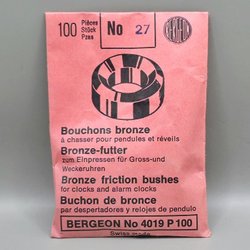 100 Pièces
Stück
Pzas
No 27
BERGEON
Bouchons bronze
à chasser pour pendules et réveils
Bronze-futter
zum Einpressen für Gross-und
Weckeruhren
Bronze friction bushes
for clocks and alarm clocks
Buchon de bronce
par despertadores y relojes de pendulo
BERGEON No 4019 P 100
Swiss made